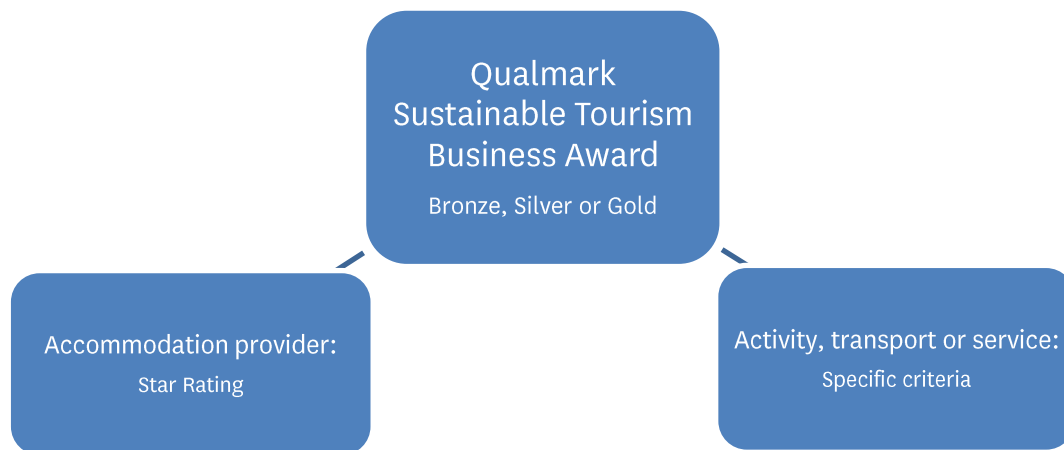 Qualmark
Sustainable Tourism
Business Award
Bronze, Silver or Gold
Accommodation provider:
Star Rating
Activity, transport or service:
Specific criteria